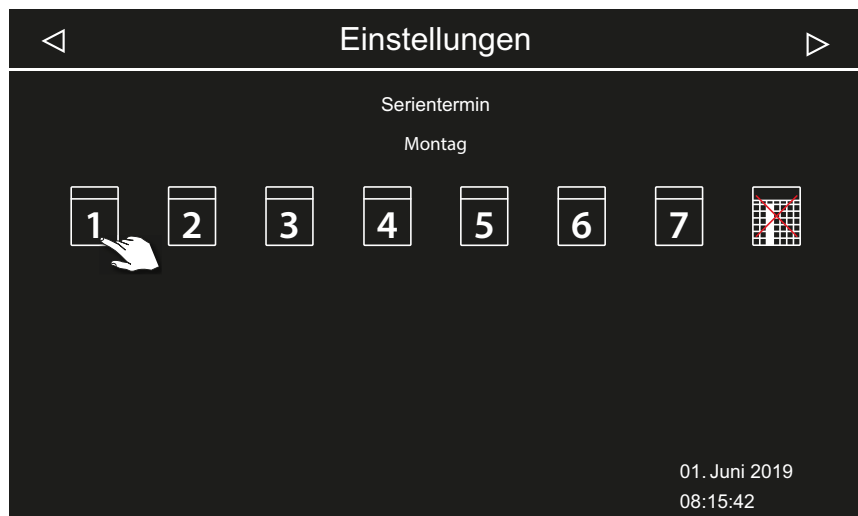 Einstellungen
Serientermin
Montag
1 2 3 4 5 6 7
01. Juni 2019
08:15:42